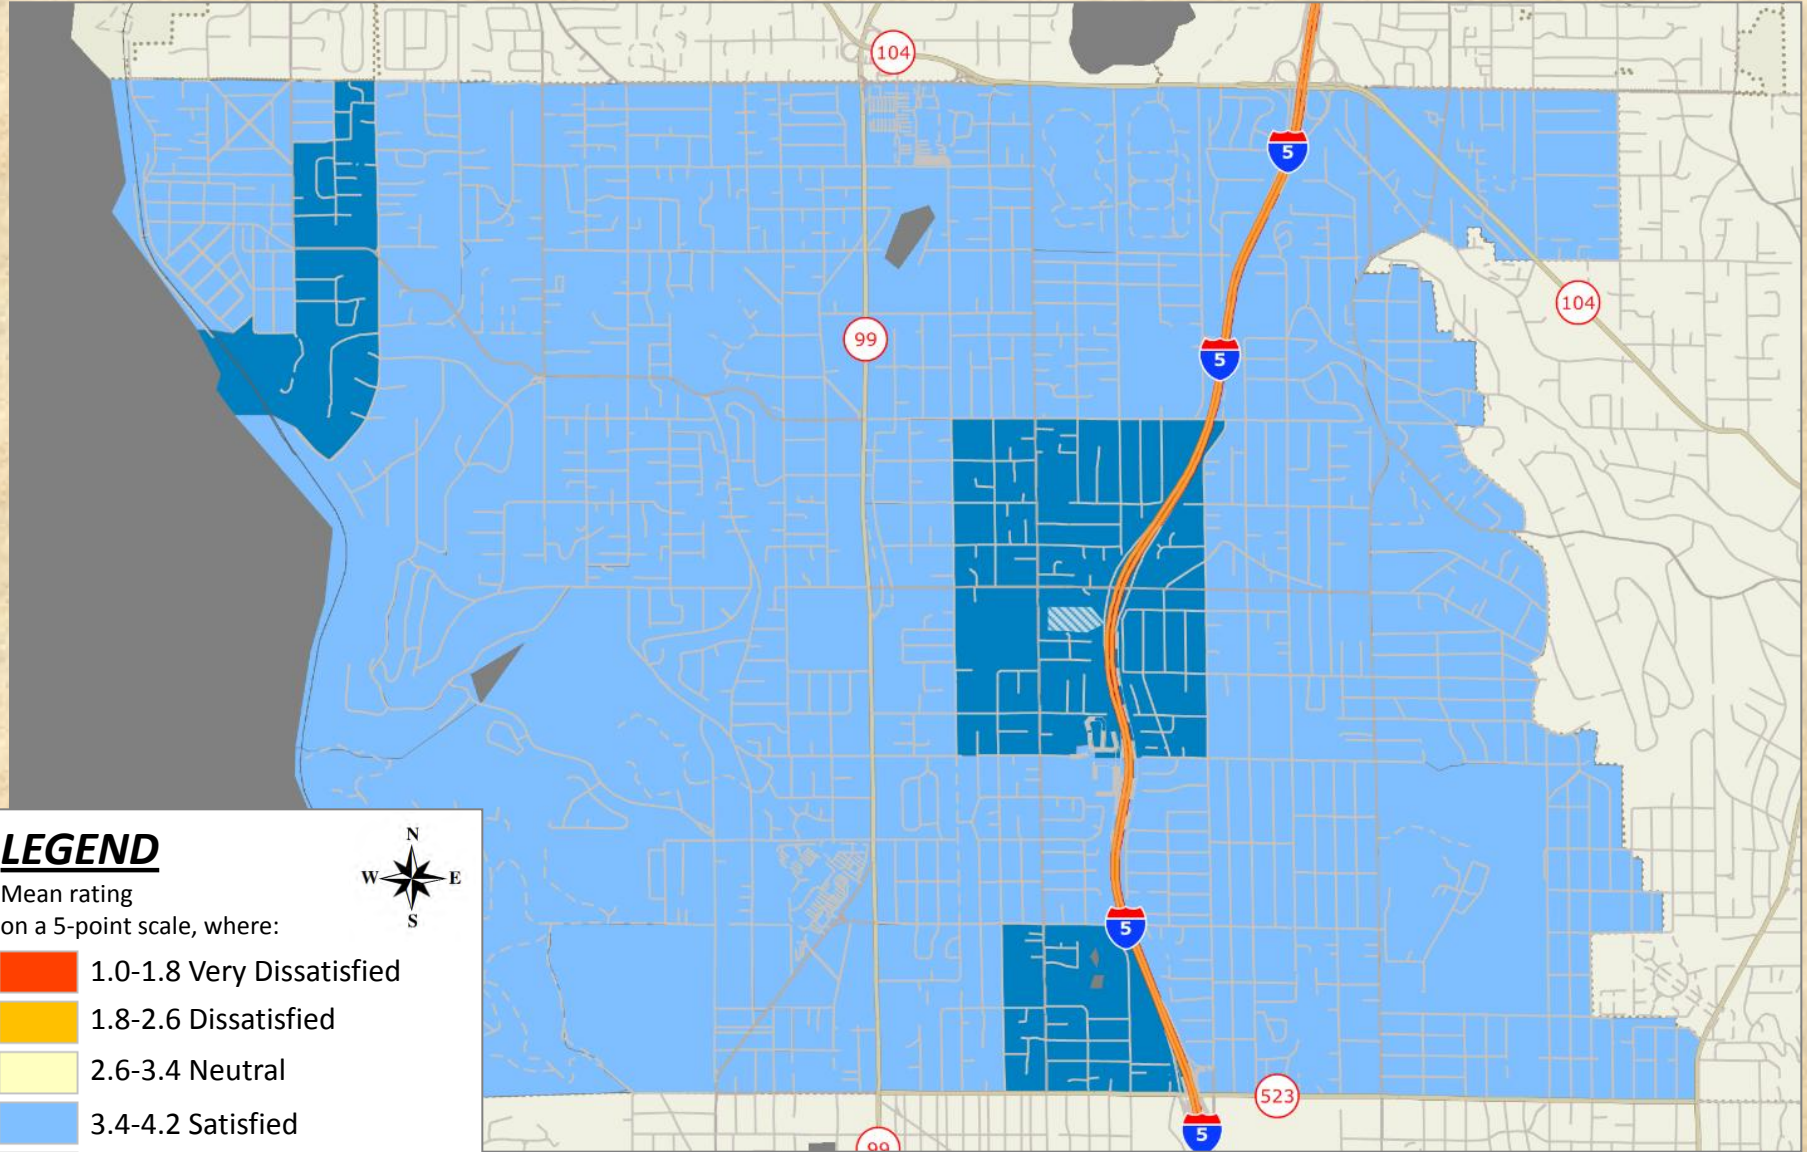 104
5
104
99
5
5
523
5
99
LEGEND
N
W E
S
Mean rating
on a 5-point scale, where:
1.0-1.8 Very Dissatisfied
1.8-2.6 Dissatisfied
2.6-3.4 Neutral
3.4-4.2 Satisfied